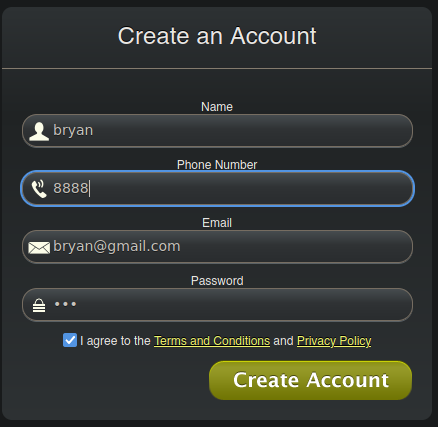 Create an Account
Name
bryan
Phone Number
8888
Email
bryan@gmail.com
Password
•••
I agree to the Terms and Conditions and Privacy Policy
Create Account